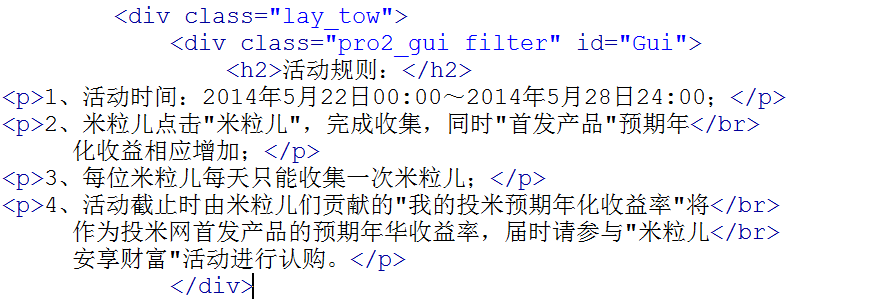 <div class="lay_tow">
<div class="pro2_gui filter" id="Gui">
<h2>活动规则：</h2>
<p>1、活动时间：2014年5月22日00:00～2014年5月28日24:00；</p>
<p>2、米粒儿点击"米粒儿"，完成收集，同时"首发产品"预期年</br>
化收益相应增加；</p>
<p>3、每位米粒儿每天只能收集一次米粒儿；</p>
<p>4、活动截止时由米粒儿们贡献的"我的投米预期年化收益率"将</br>
作为投米网首发产品的预期年华收益率，届时请参与"米粒儿</br>
安享财富"活动进行认购。</p>
</div>